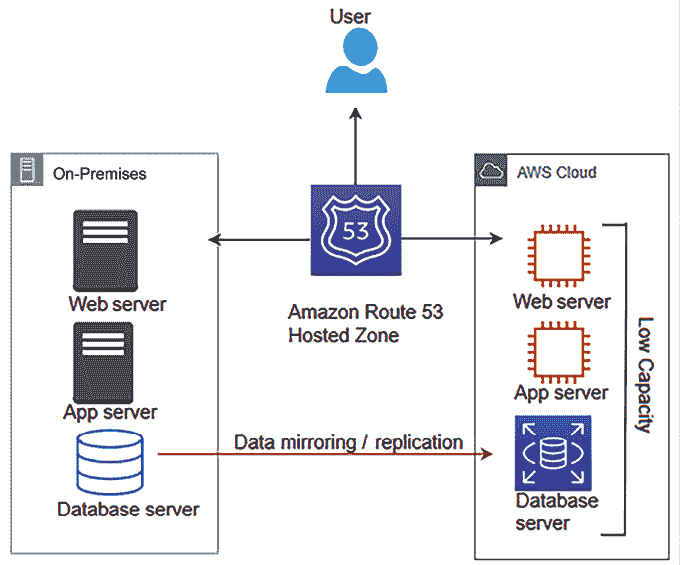 User
On-Premises
AWS Cloud
53
Web server
Amazon Route 53
Hosted Zone
Web server
App server
App server
Low Capacity
Data mirroring / replication
Database server
Database
server